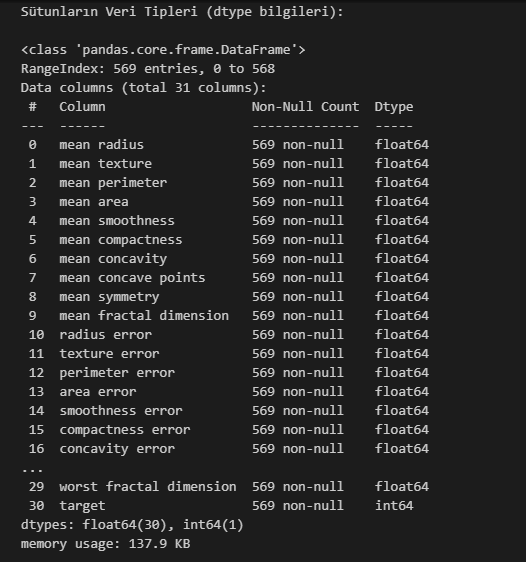 Sütunların Veri Tipleri (dtype bilgileri):

<class 'pandas.core.frame.DataFrame'>
RangeIndex: 569 entries, 0 to 568
Data columns (total 31 columns):
 #   Column                   Non-Null Count  Dtype
---  ------                   --------------  -----
 0   mean radius              569 non-null    float64
 1   mean texture             569 non-null    float64
 2   mean perimeter           569 non-null    float64
 3   mean area                569 non-null    float64
 4   mean smoothness          569 non-null    float64
 5   mean compactness         569 non-null    float64
 6   mean concavity           569 non-null    float64
 7   mean concave points      569 non-null    float64
 8   mean symmetry            569 non-null    float64
 9   mean fractal dimension   569 non-null    float64
 10  radius error             569 non-null    float64
 11  texture error            569 non-null    float64
 12  perimeter error          569 non-null    float64
 13  area error               569 non-null    float64
 14  smoothness error         569 non-null    float64
 15  compactness error        569 non-null    float64
 16  concavity error          569 non-null    float64
...
 29  worst fractal dimension  569 non-null    float64
 30  target                   569 non-null    int64
dtypes: float64(30), int64(1)
memory usage: 137.9 KB